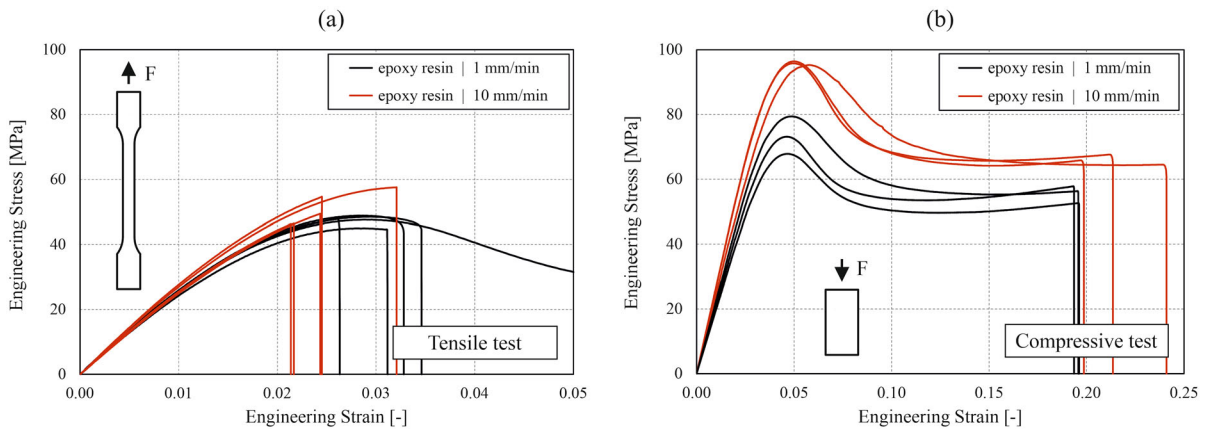 (a)
100
80
60
40
20
0
0.00
0.01
0.02
0.03
0.04
0.05
Engineering Stress [MPa]
Engineering Strain [-]
F
epoxy resin | 1 mm/min
epoxy resin | 10 mm/min
Tensile test
(b)
100
80
60
40
20
0
0.00
0.05
0.10
0.15
0.20
0.25
Engineering Stress [MPa]
Engineering Strain [-]
epoxy resin | 1 mm/min
epoxy resin | 10 mm/min
F
Compressive test